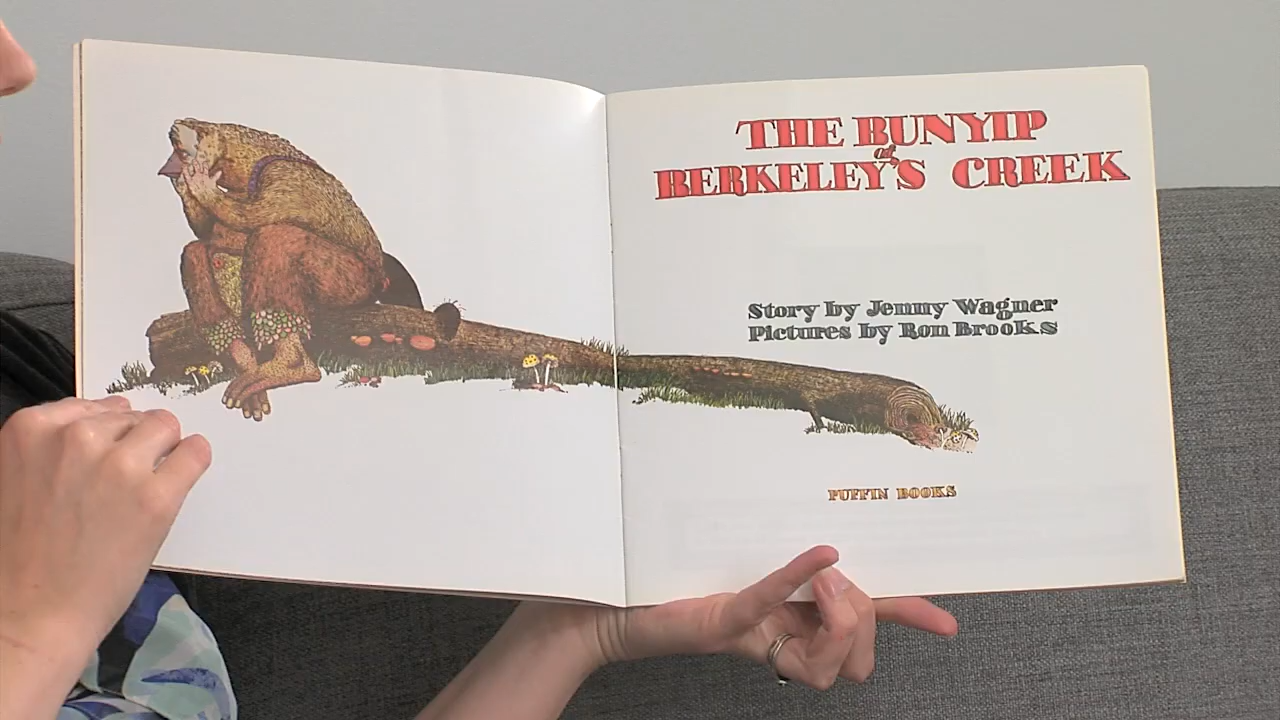 THE BUNYIP
of
BERKELEY'S CREEK
Story by Jenny Wagner
Pictures by Ron Brooks
PUFFIN BOOKS